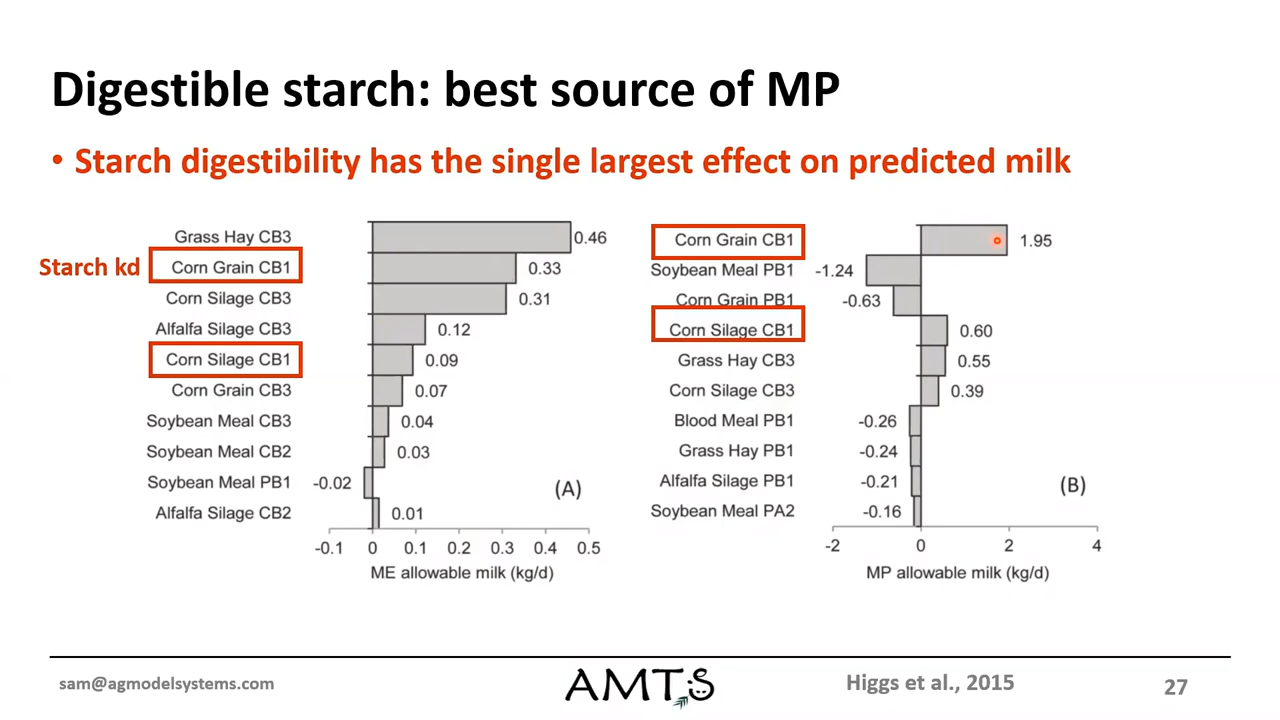 Digestible starch: best source of MP
• Starch digestibility has the single largest effect on predicted milk
Grass Hay CB3 0.46
Starch kd Corn Grain CB1 0.33
Corn Silage CB3 0.31
Alfalfa Silage CB3 0.12
Corn Silage CB1 0.09
Corn Grain CB3 0.07
Soybean Meal CB3 0.04
Soybean Meal CB2 0.03
Soybean Meal PB1 -0.02
Alfalfa Silage CB2 0.01
(A)
-0.1 0 0.1 0.2 0.3 0.4 0.5
ME allowable milk (kg/d)
Corn Grain CB1 1.95
Soybean Meal PB1 -1.24
Corn Grain PB1 -0.63
Corn Silage CB1 0.60
Grass Hay CB3 0.55
Corn Silage CB3 0.39
Blood Meal PB1 -0.26
Grass Hay PB1 -0.24
Alfalfa Silage PB1 -0.21
Soybean Meal PA2 -0.16
(B)
-2 0 2 4
MP allowable milk (kg/d)
sam@agmodelsystems.com
AMTS
Higgs et al., 2015
27